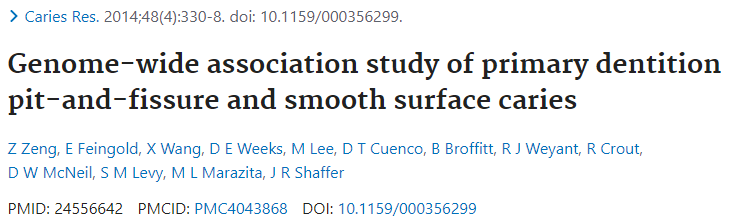 Caries Res. 2014;48(4):330-8. doi: 10.1159/000356299.
Genome-wide association study of primary dentition
pit-and-fissure and smooth surface caries
Z Zeng, E Feingold, X Wang, D E Weeks, M Lee, D T Cuenco, B Broffitt, R J Weyant, R Crout,
D W McNeil, S M Levy, M L Marazita, J R Shaffer
PMID: 24556642 PMCID: PMC4043868 DOI: 10.1159/000356299